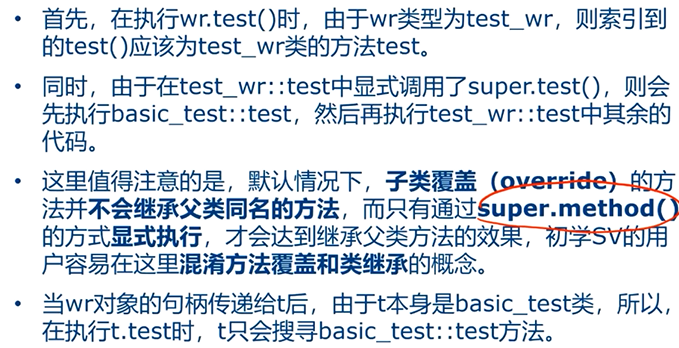 • 首先，在执行wr.test()时，由于wr类型为test_wr，则索引到
的test()应该为test_wr类的方法test。
• 同时，由于在test_wr::test中显式调用了super.test()，则会
先执行basic_test::test，然后再执行test_wr::test中其余的
代码。
• 这里值得注意的是，默认情况下，子类覆盖（override）的方
法并不会继承父类同名的方法，而只有通过super.method()
的方式显式执行，才会达到继承父类方法的效果，初学SV的用
户容易在这里混淆方法覆盖和类继承的概念。
• 当wr对象的句柄传递给t后，由于t本身是basic_test类，所以，
在执行t.test时，t只会搜寻basic_test::test方法。